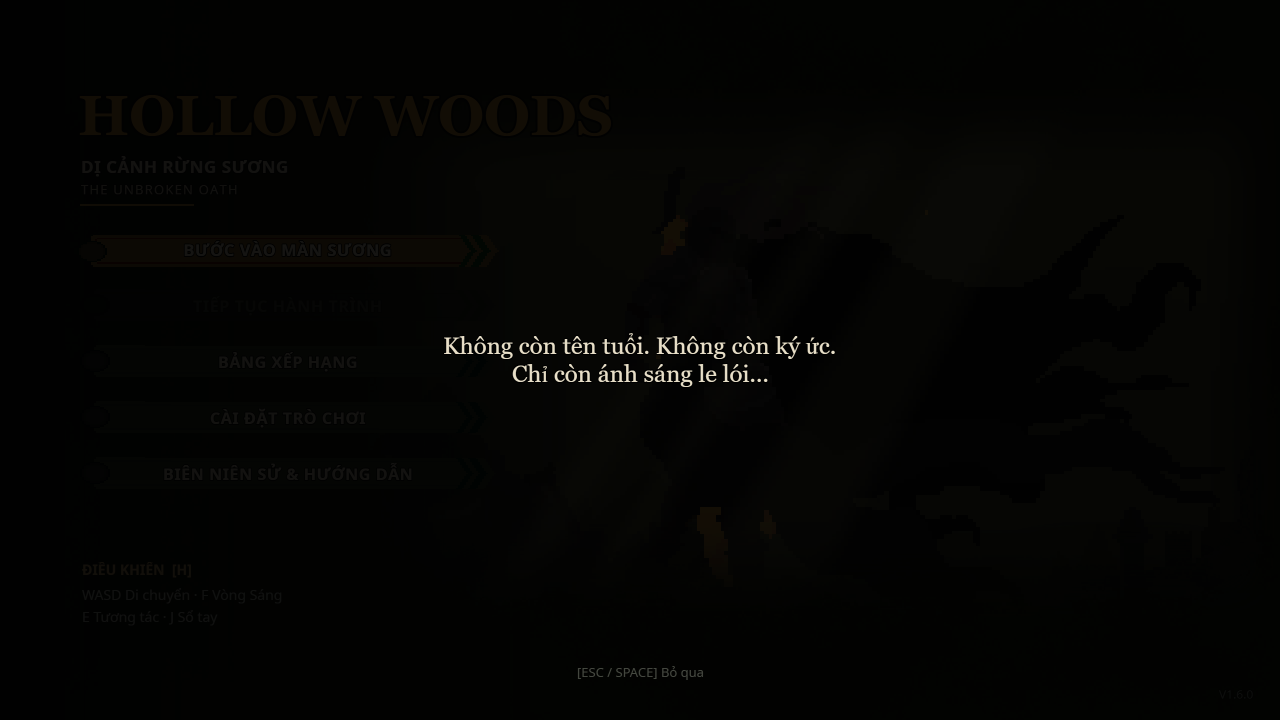 HOLLOW WOODS
DỊ CẢNH RỪNG SƯƠNG
THE UNBROKEN OATH
BƯỚC VÀO MÀN SƯƠNG
TIẾP TỤC HÀNH TRÌNH
BẢNG XẾP HẠNG
CÀI ĐẶT TRÒ CHƠI
BIÊN NIÊN SỬ & HƯỚNG DẪN
Không còn tên tuổi. Không còn ký ức.
Chỉ còn ánh sáng le lói...
ĐIỀU KHIỂN [H]
WASD Di chuyển · F Vòng Sáng
E Tương tác · J Sổ tay
[ESC / SPACE] Bỏ qua
V1.6.0